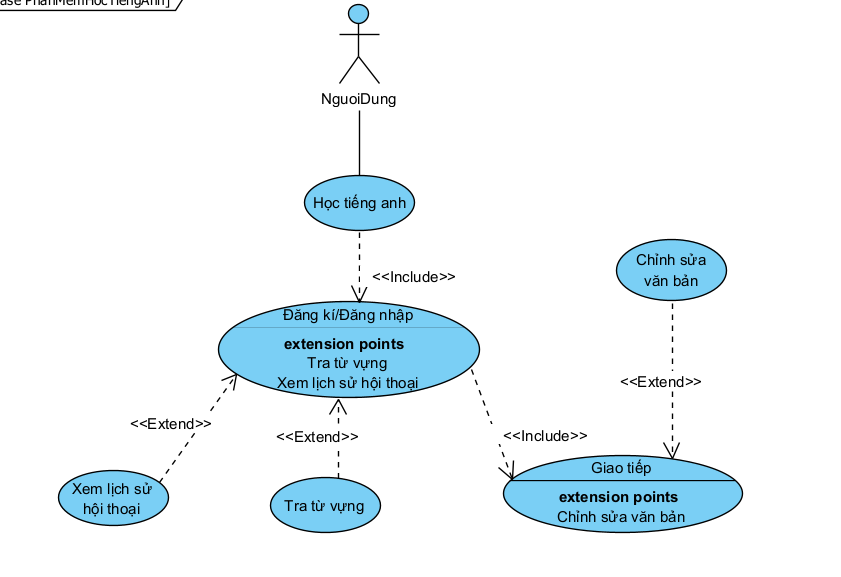 ase PhanMemHocTiengAnh]
NguoiDung
Học tiếng anh
<<Include>>
Chỉnh sửa
văn bản
Đăng kí/Đăng nhập
extension points
Tra từ vựng
Xem lịch sử hội thoại
<<Extend>>
<<Extend>>
<<Extend>>
<<Include>>
Giao tiếp
extension points
Chỉnh sửa văn bản
Xem lịch sử
hội thoại
Tra từ vựng